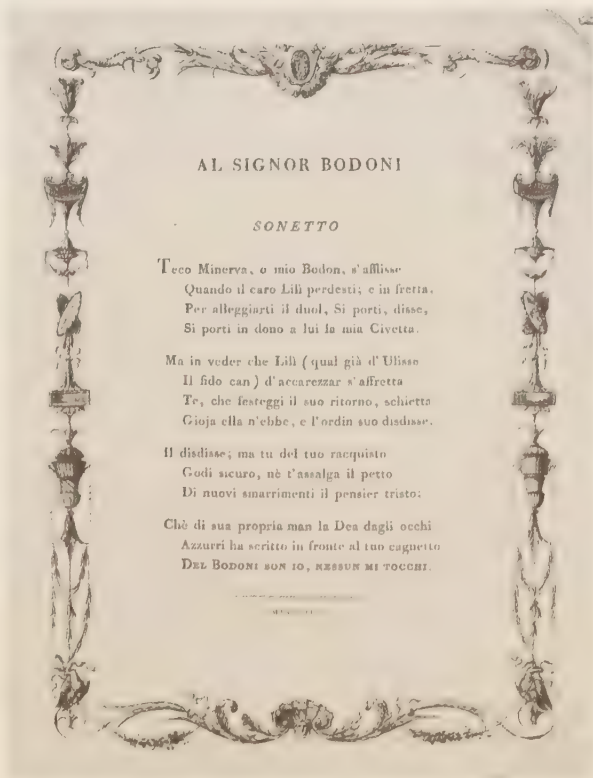 AL SIGNOR BODONI
SONETTO
Teco Minerva, o mio Bodon, s'afflisse
Quando il caro Lilì perdesti; e in fretta,
Per alleggiarti il duol, Si porti, disse,
Si porti in dono a lui la mia Civetta.
Ma in veder che Lilì (qual già d'Ulisse
Il fido can) d'accarezzar s'affretta
Te, che festeggi il suo ritorno, schietta
Gioja ella n'ebbe, e l'ordin suo disdisse.
Il disdisse; ma tu del tuo racquisto
Godi sicuro, nè t'assalga il petto
Di nuovi smarrimenti il pensier tristo;
Chè di sua propria man la Dea dagli occhi
Azzurri ha scritto in fronte al tuo cagnetto
DEL BODONI SON IO, NESSUN MI TOCCHI.